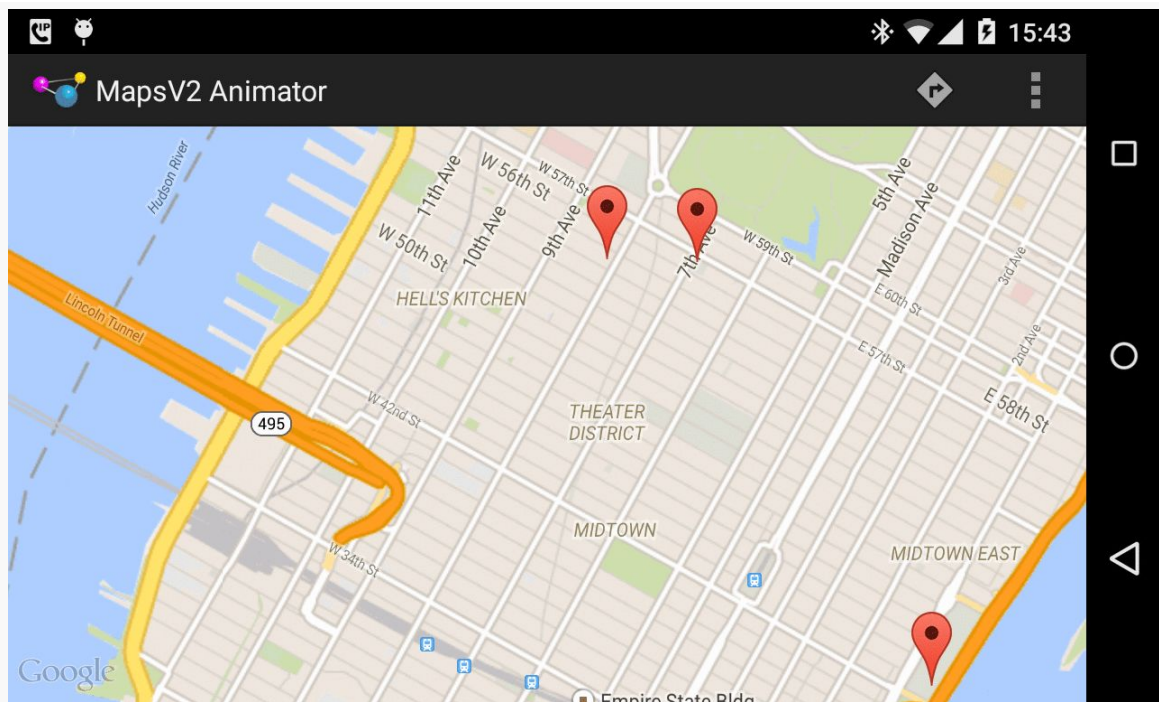 IP
15:43
MapsV2 Animator
Hudson River
11th Ave
W 56th St
W 57th St
5th Ave
Madison Ave
W 50th St
10th Ave
9th Ave
7th Ave
W 59th St
3rd Ave
E 60th St
HELL'S KITCHEN
Lincoln Tunnel
2nd Ave
E 57th St
W 42nd St
THEATER
DISTRICT
E 58th St
495
MIDTOWN
W 34th St
MIDTOWN EAST
Google
Empire State Bldg